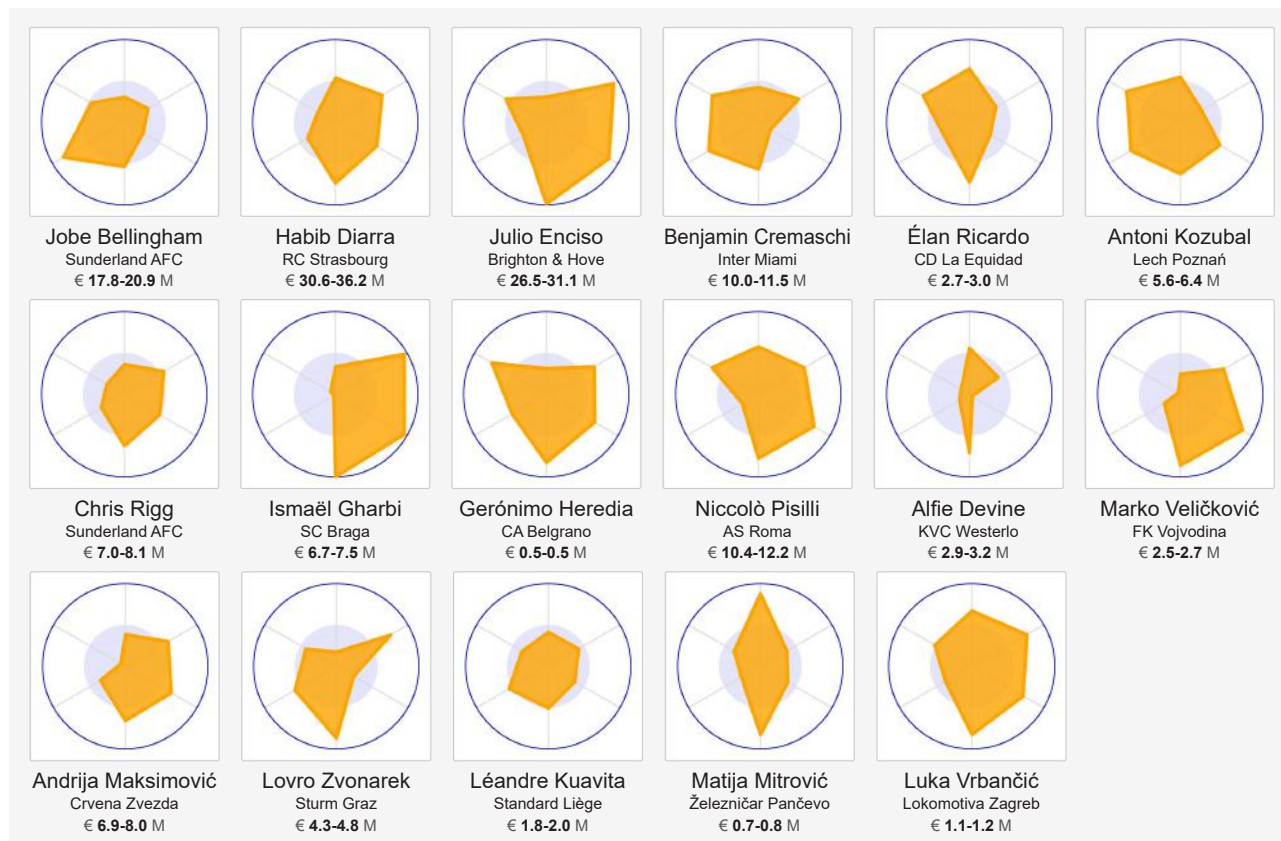 Jobe Bellingham
Sunderland AFC
€ 17.8-20.9 M
Habib Diarra
RC Strasbourg
€ 30.6-36.2 M
Julio Enciso
Brighton & Hove
€ 26.5-31.1 M
Benjamin Cremaschi
Inter Miami
€ 10.0-11.5 M
Élan Ricardo
CD La Equidad
€ 2.7-3.0 M
Antoni Kozubal
Lech Poznań
€ 5.6-6.4 M
Chris Rigg
Sunderland AFC
€ 7.0-8.1 M
Ismaël Gharbi
SC Braga
€ 6.7-7.5 M
Gerónimo Heredia
CA Belgrano
€ 0.5-0.5 M
Niccolò Pisilli
AS Roma
€ 10.4-12.2 M
Alfie Devine
KVC Westerlo
€ 2.9-3.2 M
Marko Veličković
FK Vojvodina
€ 2.5-2.7 M
Andrija Maksimović
Crvena Zvezda
€ 6.9-8.0 M
Lovro Zvonarek
Sturm Graz
€ 4.3-4.8 M
Léandre Kuavita
Standard Liège
€ 1.8-2.0 M
Matija Mitrović
Železničar Pančevo
€ 0.7-0.8 M
Luka Vrbančić
Lokomotiva Zagreb
€ 1.1-1.2 M